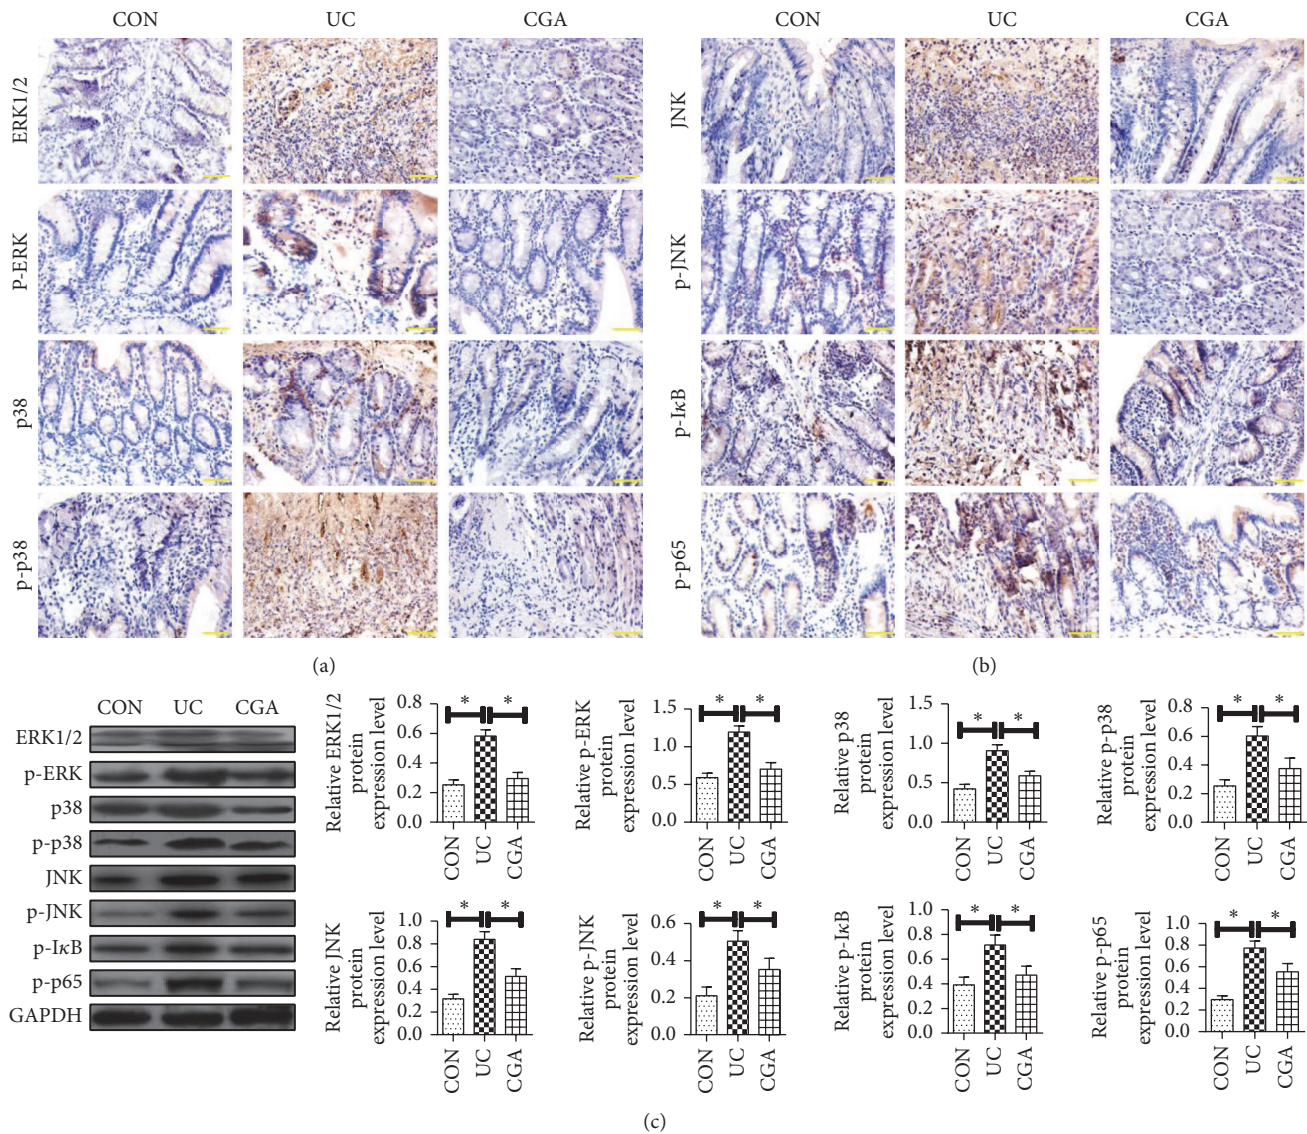 CON UC CGA
ERK1/2
P-ERK
p38
p-p38
(a)
CON UC CGA
JNK
p-JNK
p-IκB
p-p65
(b)
CON UC CGA
ERK1/2
p-ERK
p38
p-p38
JNK
p-JNK
p-IκB
p-p65
GAPDH
Relative ERK1/2
protein
expression level
0.8
0.6
0.4
0.2
0.0
* *
CON UC CGA
Relative p-ERK
protein
expression level
1.5
1.0
0.5
0.0
* *
CON UC CGA
Relative p38
protein
expression level
1.5
1.0
0.5
0.0
* *
CON UC CGA
Relative p-p38
protein
expression level
0.8
0.6
0.4
0.2
0.0
* *
CON UC CGA
Relative JNK
protein
expression level
1.0
0.8
0.6
0.4
0.2
0.0
* *
CON UC CGA
Relative p-JNK
protein
expression level
0.6
0.4
0.2
0.0
* *
CON UC CGA
Relative p-IκB
protein
expression level
1.0
0.8
0.6
0.4
0.2
0.0
* *
CON UC CGA
Relative p-p65
protein
expression level
1.0
0.8
0.6
0.4
0.2
0.0
* *
CON UC CGA
(c)